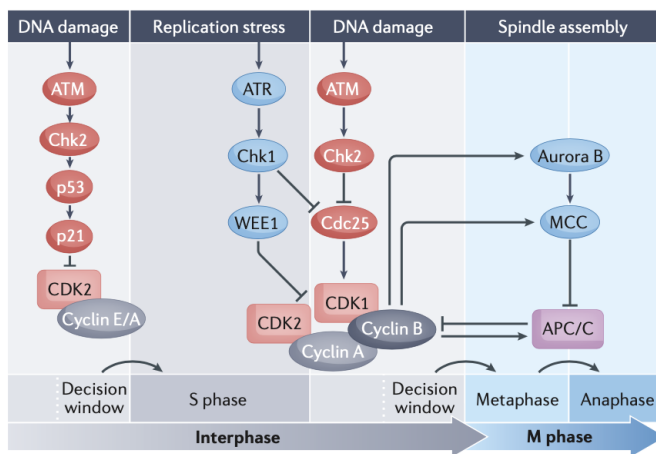 DNA damage
Replication stress
DNA damage
Spindle assembly
ATM
ATR
ATM
Chk2
Chk1
Chk2
Aurora B
p53
p21
WEE1
Cdc25
MCC
CDK2
Cyclin E/A
CDK1
CDK2
Cyclin B
Cyclin A
APC/C
Decision
window
S phase
Decision
window
Metaphase
Anaphase
Interphase
M phase